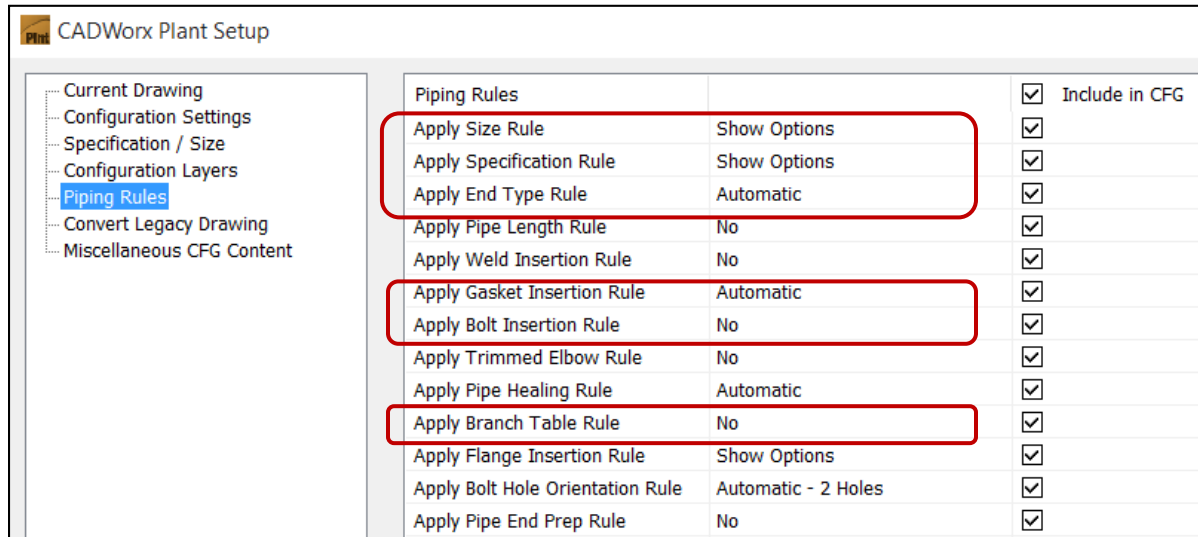 Plnt CADWorx Plant Setup
Current Drawing
Configuration Settings
Specification / Size
Configuration Layers
Piping Rules
Convert Legacy Drawing
Miscellaneous CFG Content
Piping Rules Include in CFG
Apply Size Rule Show Options
Apply Specification Rule Show Options
Apply End Type Rule Automatic
Apply Pipe Length Rule No
Apply Weld Insertion Rule No
Apply Gasket Insertion Rule Automatic
Apply Bolt Insertion Rule No
Apply Trimmed Elbow Rule No
Apply Pipe Healing Rule Automatic
Apply Branch Table Rule No
Apply Flange Insertion Rule Show Options
Apply Bolt Hole Orientation Rule Automatic - 2 Holes
Apply Pipe End Prep Rule No